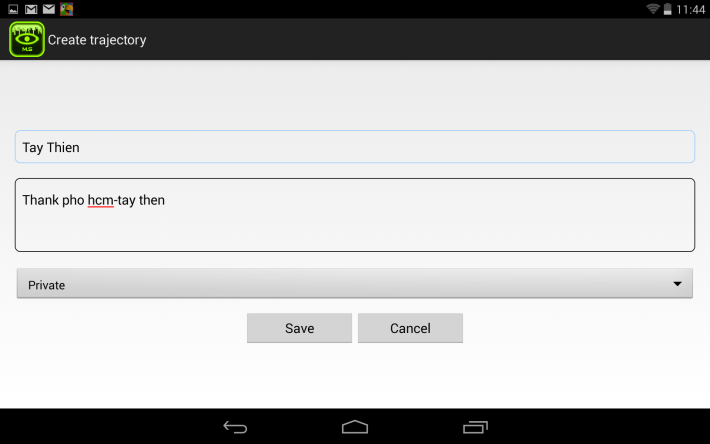 11:44
M.S
Create trajectory
Tay Thien
Thank pho hcm-tay then
Private
Save
Cancel